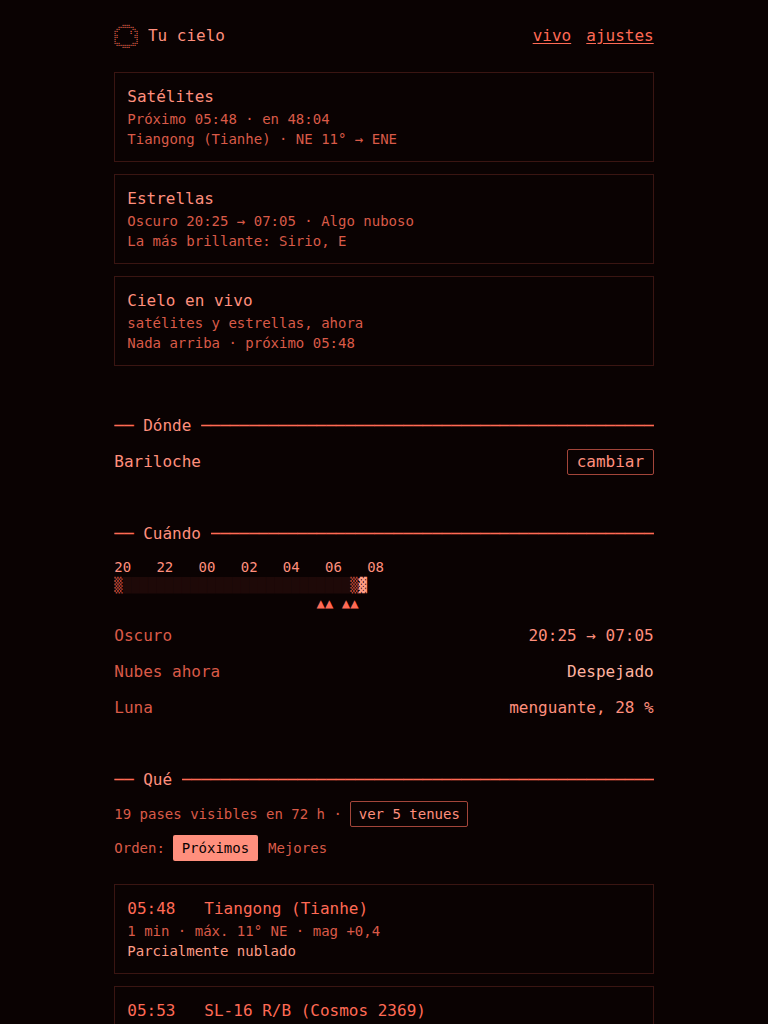 Tu cielo
vivo ajustes
Satélites
Próximo 05:48 · en 48:04
Tiangong (Tianhe) · NE 11° → ENE
Estrellas
Oscuro 20:25 → 07:05 · Algo nuboso
La más brillante: Sirio, E
Cielo en vivo
satélites y estrellas, ahora
Nada arriba · próximo 05:48
Dónde
Bariloche cambiar
Cuándo
20 22 00 02 04 06 08
Oscuro 20:25 → 07:05
Nubes ahora Despejado
Luna menguante, 28 %
Qué
19 pases visibles en 72 h · ver 5 tenues
Orden: Próximos Mejores
05:48 Tiangong (Tianhe)
1 min · máx. 11° NE · mag +0,4
Parcialmente nublado
05:53 SL-16 R/B (Cosmos 2369)